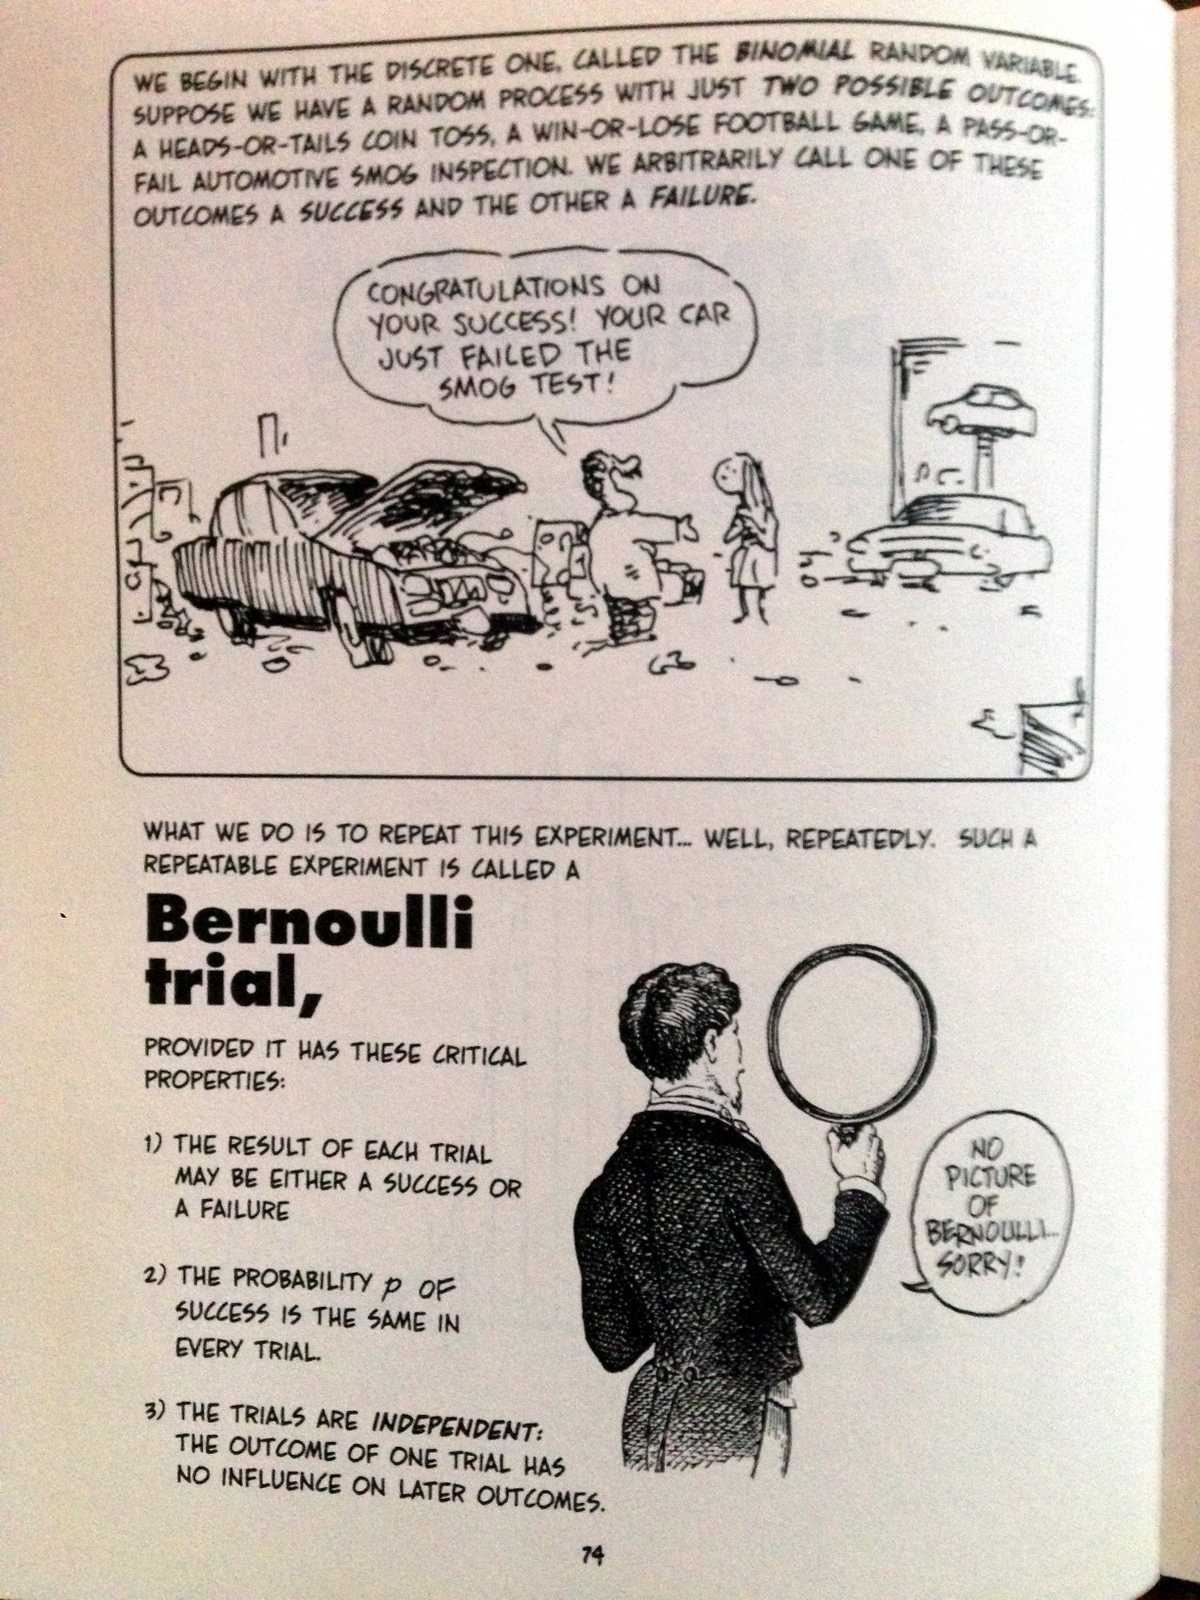 WE BEGIN WITH THE DISCRETE ONE, CALLED THE BINOMIAL RANDOM VARIABLE.
SUPPOSE WE HAVE A RANDOM PROCESS WITH JUST TWO POSSIBLE OUTCOMES:
A HEADS-OR-TAILS COIN TOSS, A WIN-OR-LOSE FOOTBALL GAME, A PASS-OR-
FAIL AUTOMOTIVE SMOG INSPECTION. WE ARBITRARILY CALL ONE OF THESE
OUTCOMES A SUCCESS AND THE OTHER A FAILURE.
CONGRATULATIONS ON
YOUR SUCCESS! YOUR CAR
JUST FAILED THE
SMOG TEST!
WHAT WE DO IS TO REPEAT THIS EXPERIMENT... WELL, REPEATEDLY. SUCH A
REPEATABLE EXPERIMENT IS CALLED A
Bernoulli
trial,
PROVIDED IT HAS THESE CRITICAL
PROPERTIES:
1) THE RESULT OF EACH TRIAL
MAY BE EITHER A SUCCESS OR
A FAILURE
2) THE PROBABILITY p OF
SUCCESS IS THE SAME IN
EVERY TRIAL.
3) THE TRIALS ARE INDEPENDENT:
THE OUTCOME OF ONE TRIAL HAS
NO INFLUENCE ON LATER OUTCOMES.
NO
PICTURE
OF
BERNOULLI...
SORRY!
74